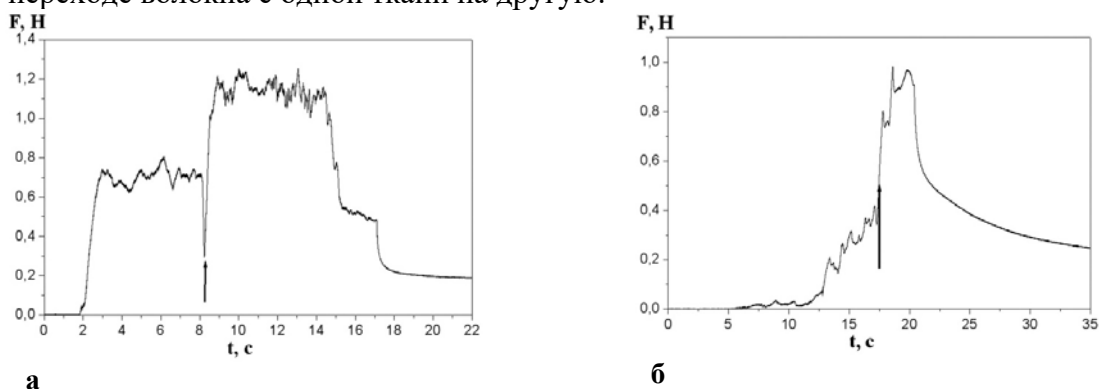 переходе волокна с одной ткани на другую.
F, Н
1,4
1,2
1,0
0,8
0,6
0,4
0,2
0,0
0 2 4 6 8 10 12 14 16 18 20 22
t, с
а
F, Н
1,0
0,8
0,6
0,4
0,2
0,0
0 5 10 15 20 25 30 35
t, с
б